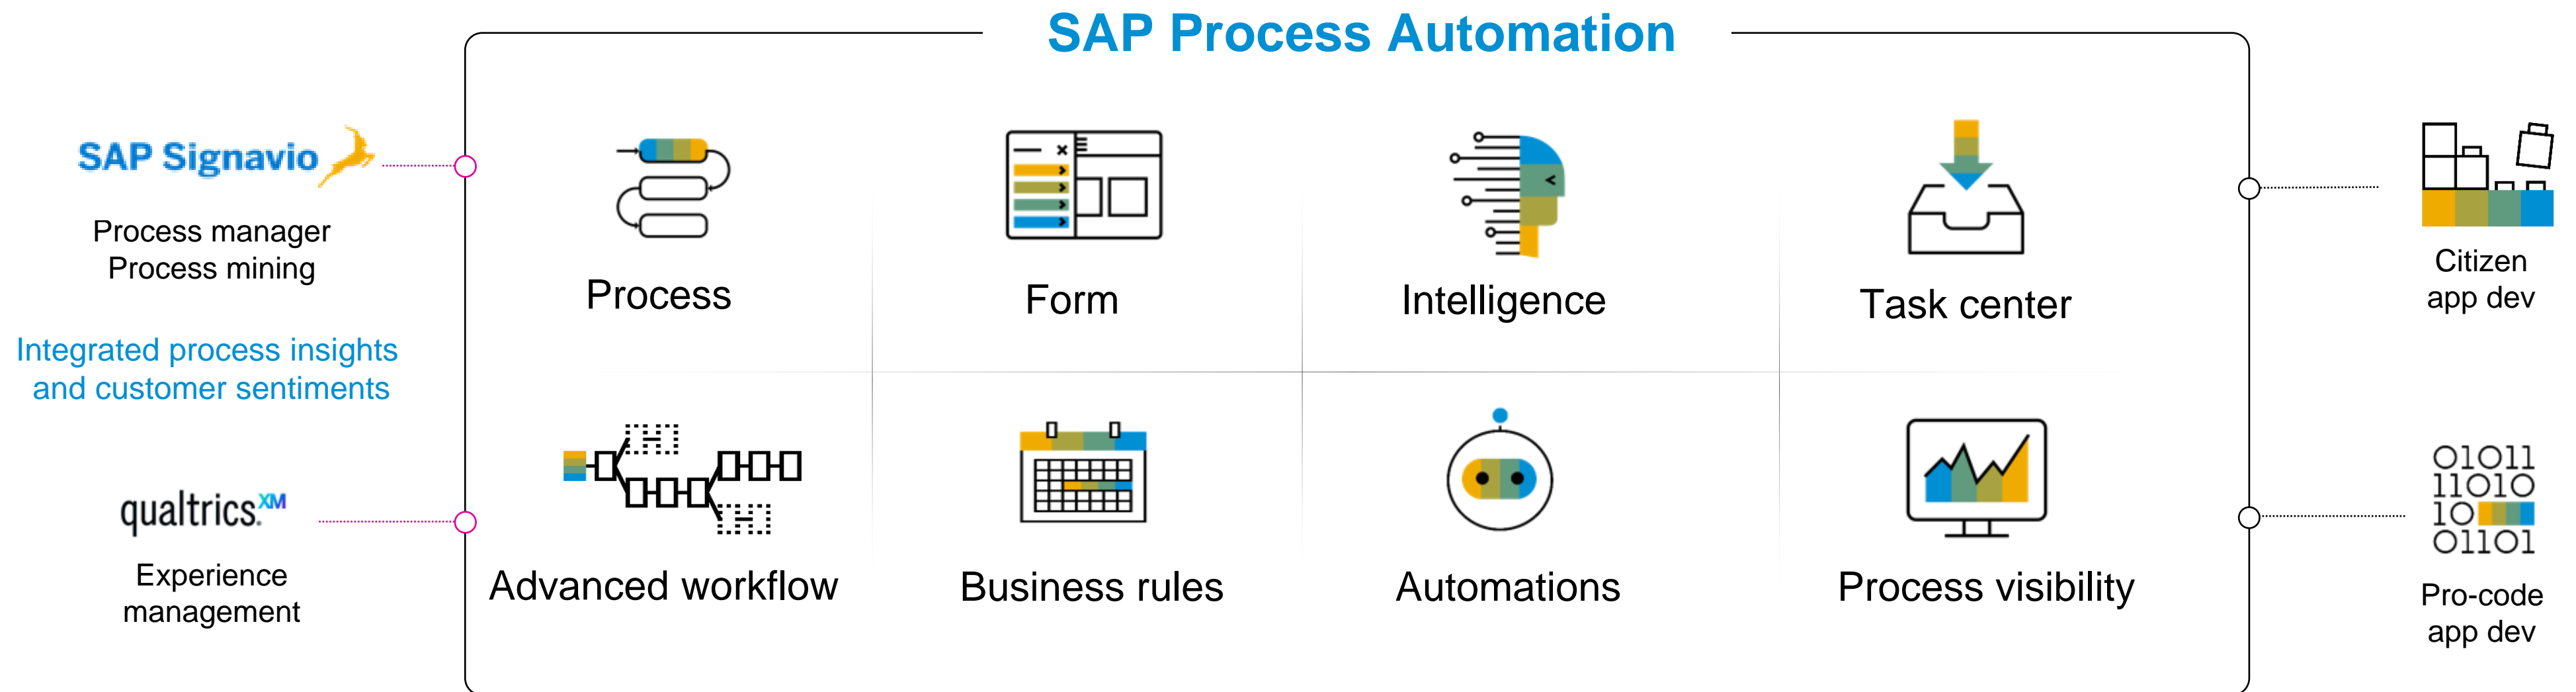 SAP Process Automation
SAP Signavio
Process manager
Process mining
Integrated process insights
and customer sentiments
qualtrics.XM
Experience
management
Process
Form
Intelligence
Task center
Advanced workflow
Business rules
Automations
Process visibility
Citizen
app dev
01011
11010
10
01101
Pro-code
app dev